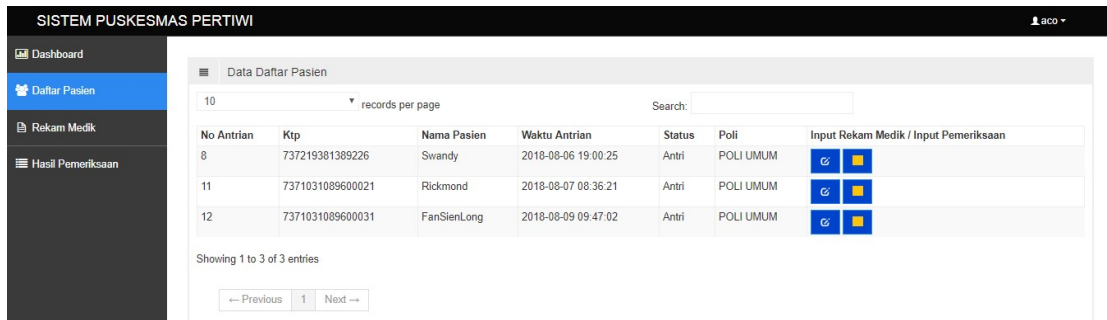 SISTEM PUSKESMAS PERTIWI
aco
Dashboard
Daftar Pasien
Rekam Medik
Hasil Pemeriksaan
Data Daftar Pasien
10 records per page Search:
No Antrian Ktp Nama Pasien Waktu Antrian Status Poli Input Rekam Medik / Input Pemeriksaan
8 737219381389226 Swandy 2018-08-06 19:00:25 Antri POLI UMUM
11 7371031089600021 Rickmond 2018-08-07 08:36:21 Antri POLI UMUM
12 7371031089600031 FanSienLong 2018-08-09 09:47:02 Antri POLI UMUM
Showing 1 to 3 of 3 entries
← Previous 1 Next →